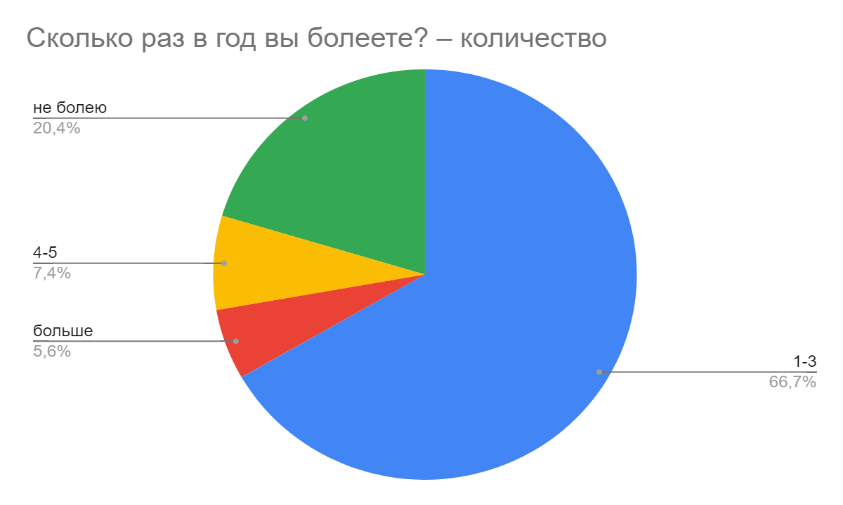 Сколько раз в год вы болеете? – количество
не болею
20,4%
4-5
7,4%
больше
5,6%
1-3
66,7%